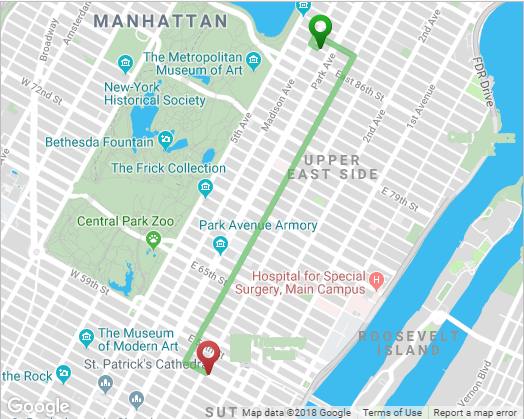 MANHATTAN
Broadway
Amsterdam
The Metropolitan
Museum of Art
2nd Ave
FDR Drive
W 72nd St
New-York
Historical Society
5th Ave
Madison Ave
Park Ave
East 86th St
1st Avenue
2nd Ave
Bethesda Fountain
The Frick Collection
UPPER
EAST SIDE
E 79th St
Central Park Zoo
Park Avenue Armory
W 59th St
E 65th St
Hospital for Special
Surgery, Main Campus
The Museum
of Modern Art
ROOSEVELT
ISLAND
St. Patrick's Cathedral
the Rock
Vernon Blvd
Google
SUT
Map data ©2018 Google
Terms of Use
Report a map error